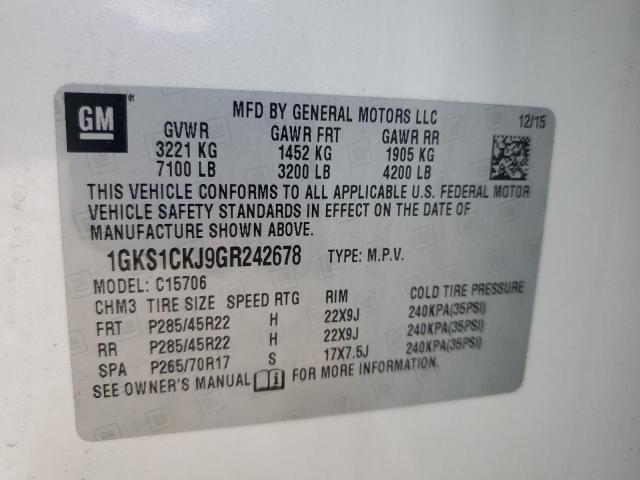 GM ®
MFD BY GENERAL MOTORS LLC
12/15
GVWR GAWR FRT GAWR RR
3221 KG 1452 KG 1905 KG
7100 LB 3200 LB 4200 LB
THIS VEHICLE CONFORMS TO ALL APPLICABLE U.S. FEDERAL MOTOR
VEHICLE SAFETY STANDARDS IN EFFECT ON THE DATE OF
MANUFACTURE SHOWN ABOVE.
1GKS1CKJ9GR242678 TYPE: M.P.V.
MODEL: C15706
CHM3 TIRE SIZE SPEED RTG RIM COLD TIRE PRESSURE
FRT P285/45R22 H 22X9J 240KPA(35PSI)
RR P285/45R22 H 22X9J 240KPA(35PSI)
SPA P265/70R17 S 17X7.5J 240KPA(35PSI)
SEE OWNER'S MANUAL FOR MORE INFORMATION.